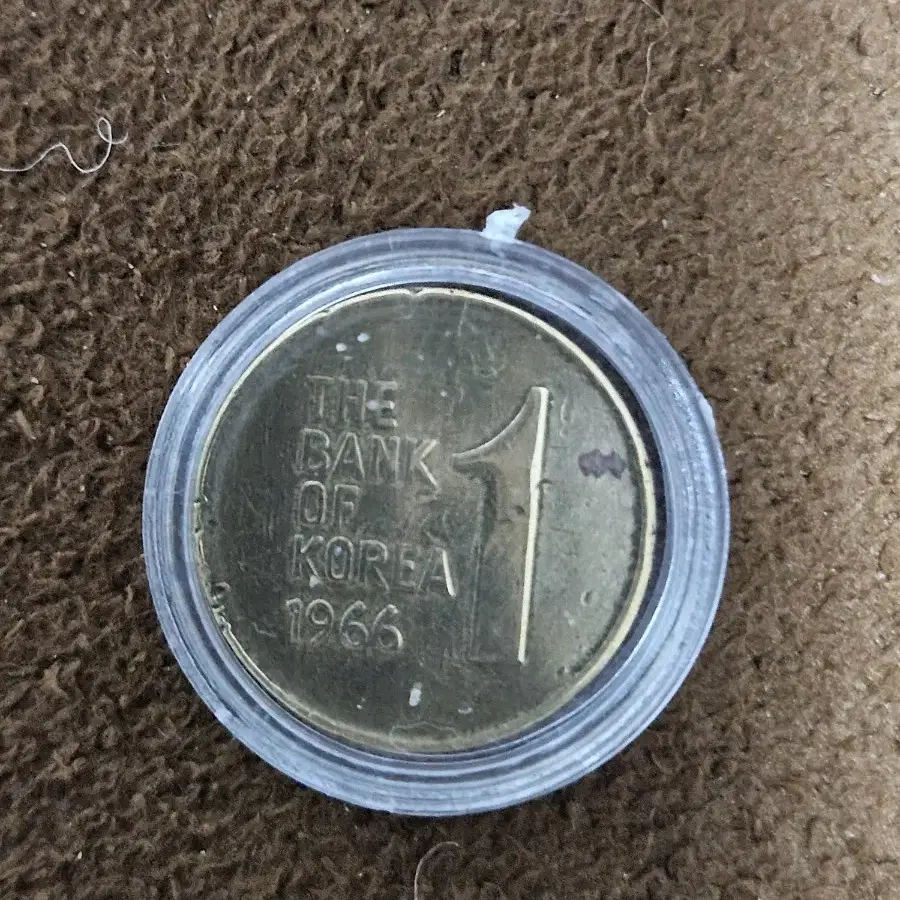 THE
BANK
OF
KOREA
1966
1